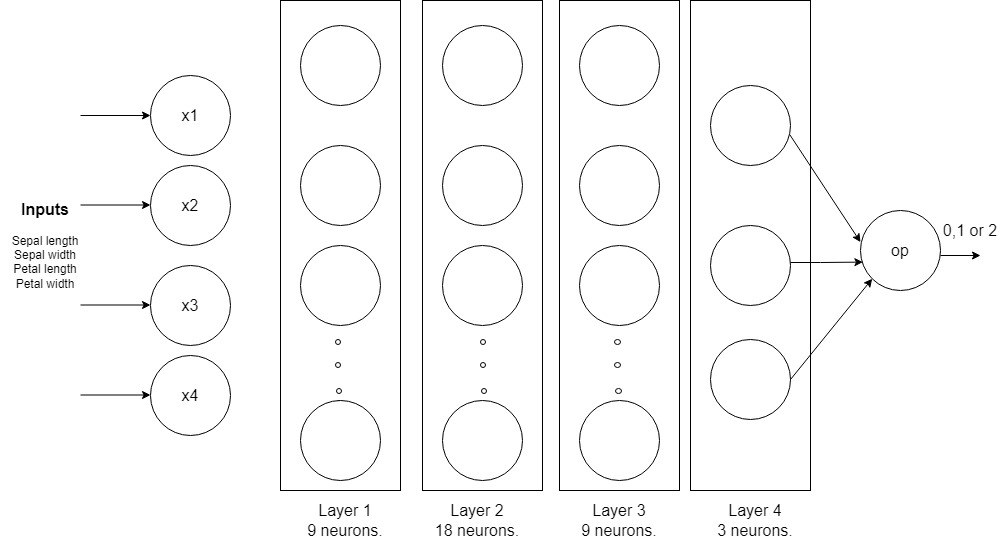 x1
x2
Inputs
Sepal length
Sepal width
Petal length
Petal width
x3
x4
0,1 or 2
op
Layer 1
9 neurons.
Layer 2
18 neurons.
Layer 3
9 neurons.
Layer 4
3 neurons.